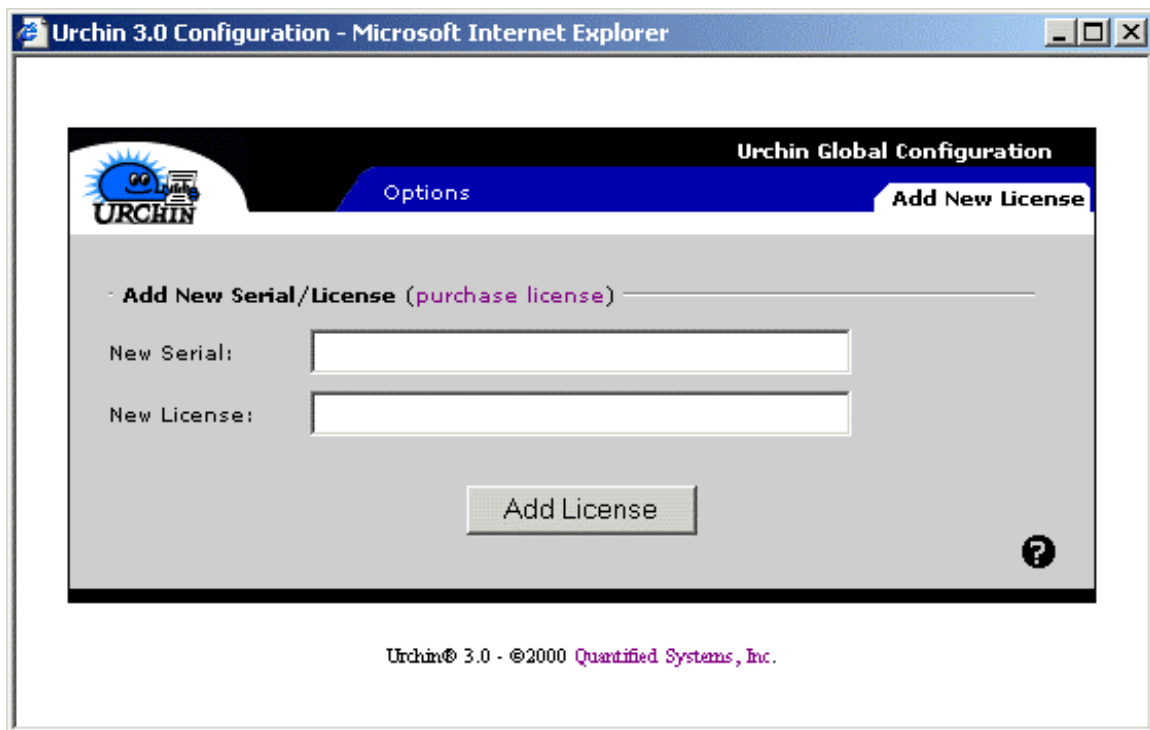 Urchin 3.0 Configuration - Microsoft Internet Explorer
Urchin Global Configuration
URCHIN
Options
Add New License
Add New Serial/License (purchase license)
New Serial:
New License:
Add License
?
Urchin® 3.0 - ©2000 Quantified Systems, Inc.